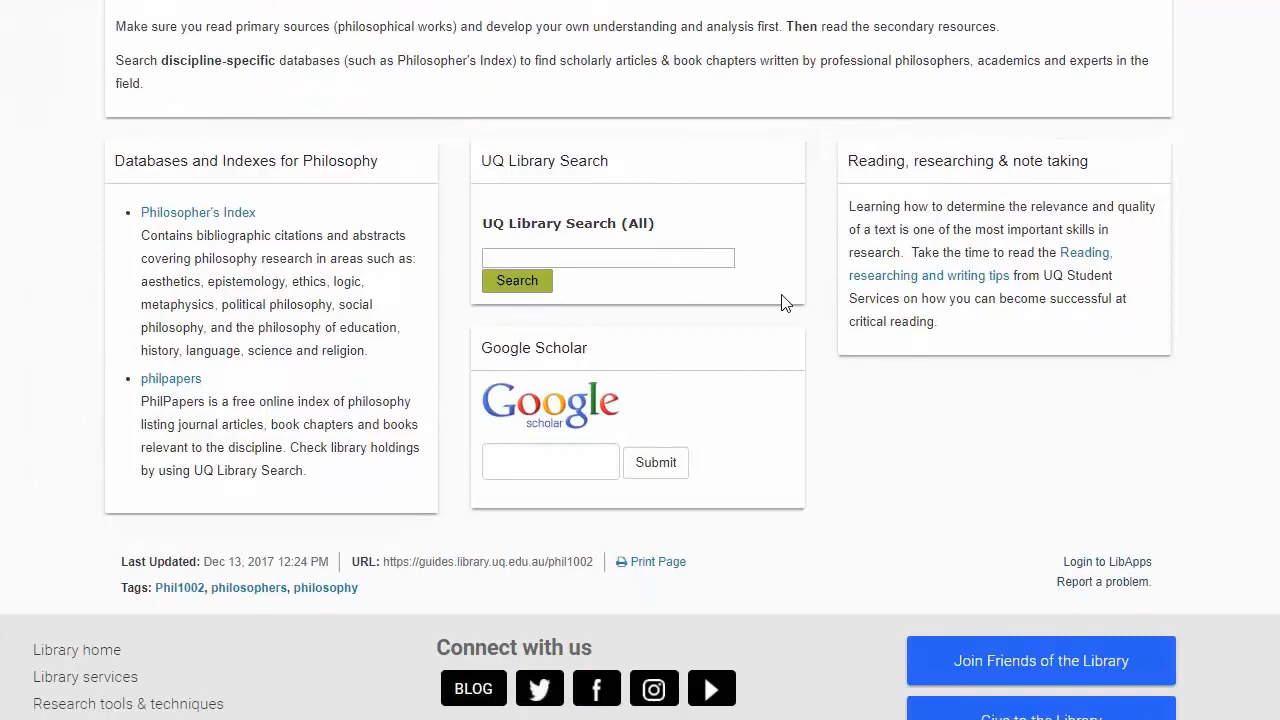 Make sure you read primary sources (philosophical works) and develop your own understanding and analysis first. Then read the secondary resources.
Search discipline-specific databases (such as Philosopher's Index) to find scholarly articles & book chapters written by professional philosophers, academics and experts in the
field.
Databases and Indexes for Philosophy
Philosopher's Index
Contains bibliographic citations and abstracts
covering philosophy research in areas such as:
aesthetics, epistemology, ethics, logic,
metaphysics, political philosophy, social
philosophy, and the philosophy of education,
history, language, science and religion.
philpapers
PhilPapers is a free online index of philosophy
listing journal articles, book chapters and books
relevant to the discipline. Check library holdings
by using UQ Library Search.
UQ Library Search
UQ Library Search (All)
Search
Google Scholar
Google
scholar
Submit
Reading, researching & note taking
Learning how to determine the relevance and quality
of a text is one of the most important skills in
research. Take the time to read the Reading,
researching and writing tips from UQ Student
Services on how you can become successful at
critical reading.
Last Updated: Dec 13, 2017 12:24 PM
URL: https://guides.library.uq.edu.au/phil1002
Print Page
Login to LibApps
Report a problem.
Tags: Phil1002, philosophers, philosophy
Library home
Library services
Research tools & techniques
Connect with us
BLOG
Join Friends of the Library
Give to the Library